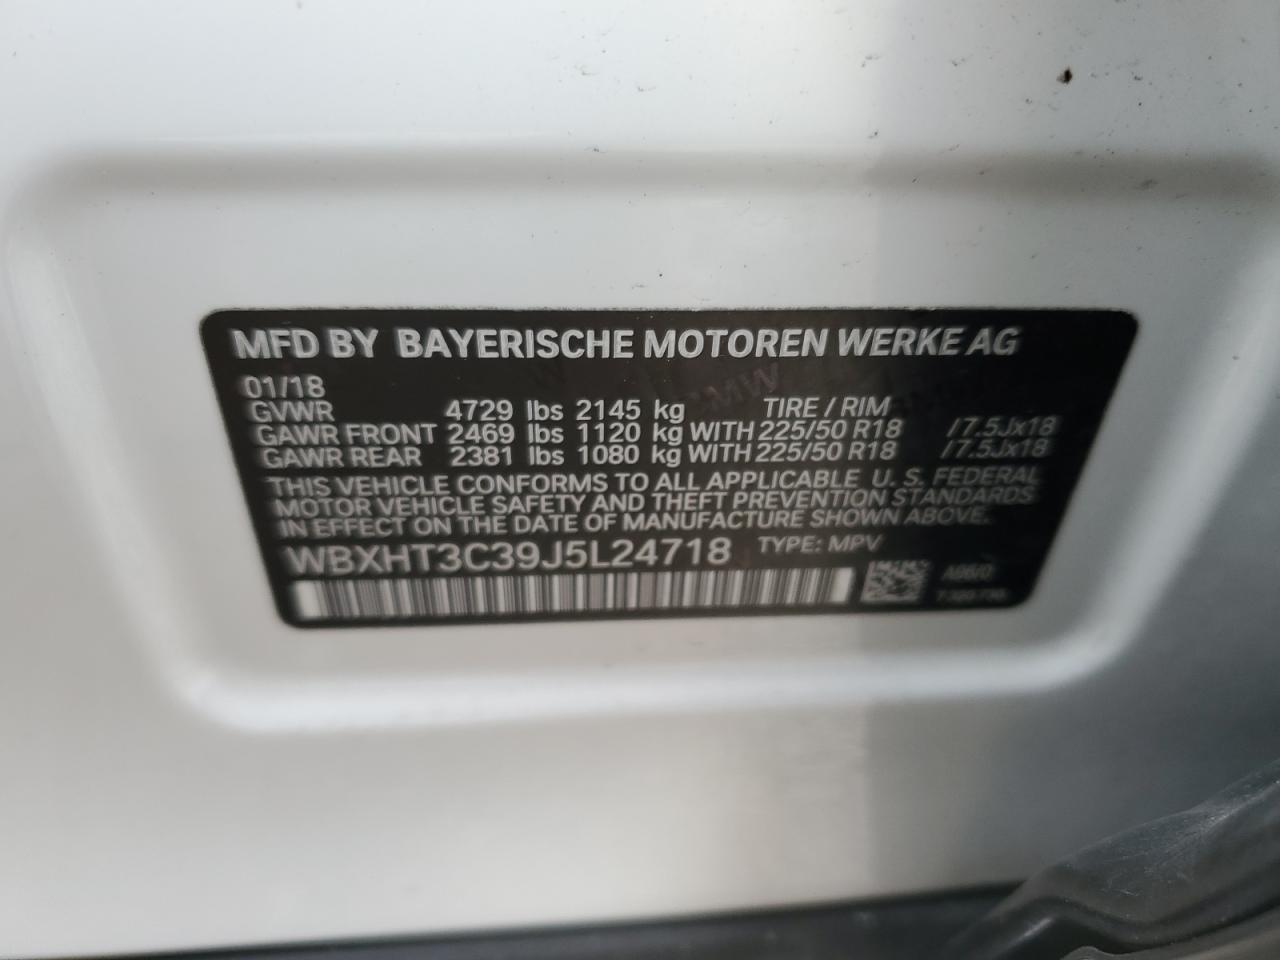 MFD BY BAYERISCHE MOTOREN WERKE AG
01/18
GVWR 4729 lbs 2145 kg TIRE / RIM
GAWR FRONT 2469 lbs 1120 kg WITH 225/50 R18 /7.5Jx18
GAWR REAR 2381 lbs 1080 kg WITH 225/50 R18 /7.5Jx18
THIS VEHICLE CONFORMS TO ALL APPLICABLE U. S. FEDERAL
MOTOR VEHICLE SAFETY AND THEFT PREVENTION STANDARDS
IN EFFECT ON THE DATE OF MANUFACTURE SHOWN ABOVE.
WBXHT3C39J5L24718 TYPE: MPV